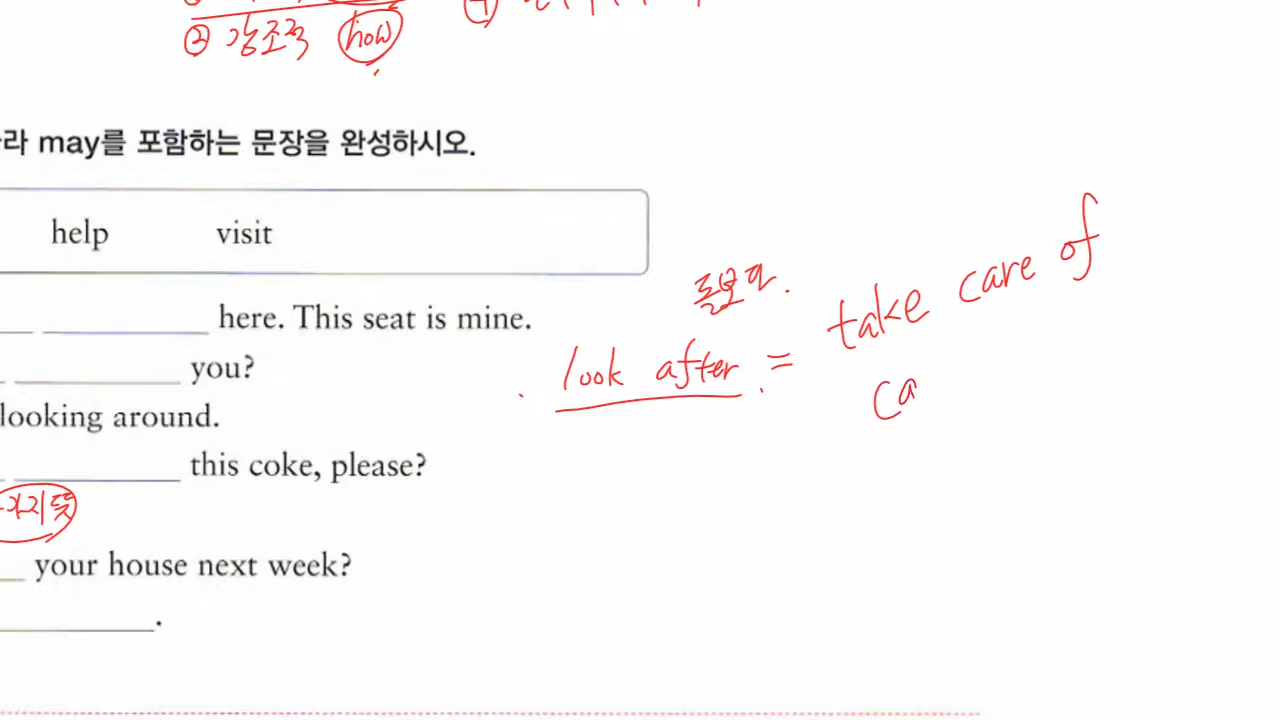 ② 강조하 how
라 may를 포함하는 문장을 완성하시오.
help visit
here. This seat is mine.
you?
looking around.
this coke, please?
your house next week?
.
돌보다.
look after = take care of
ca